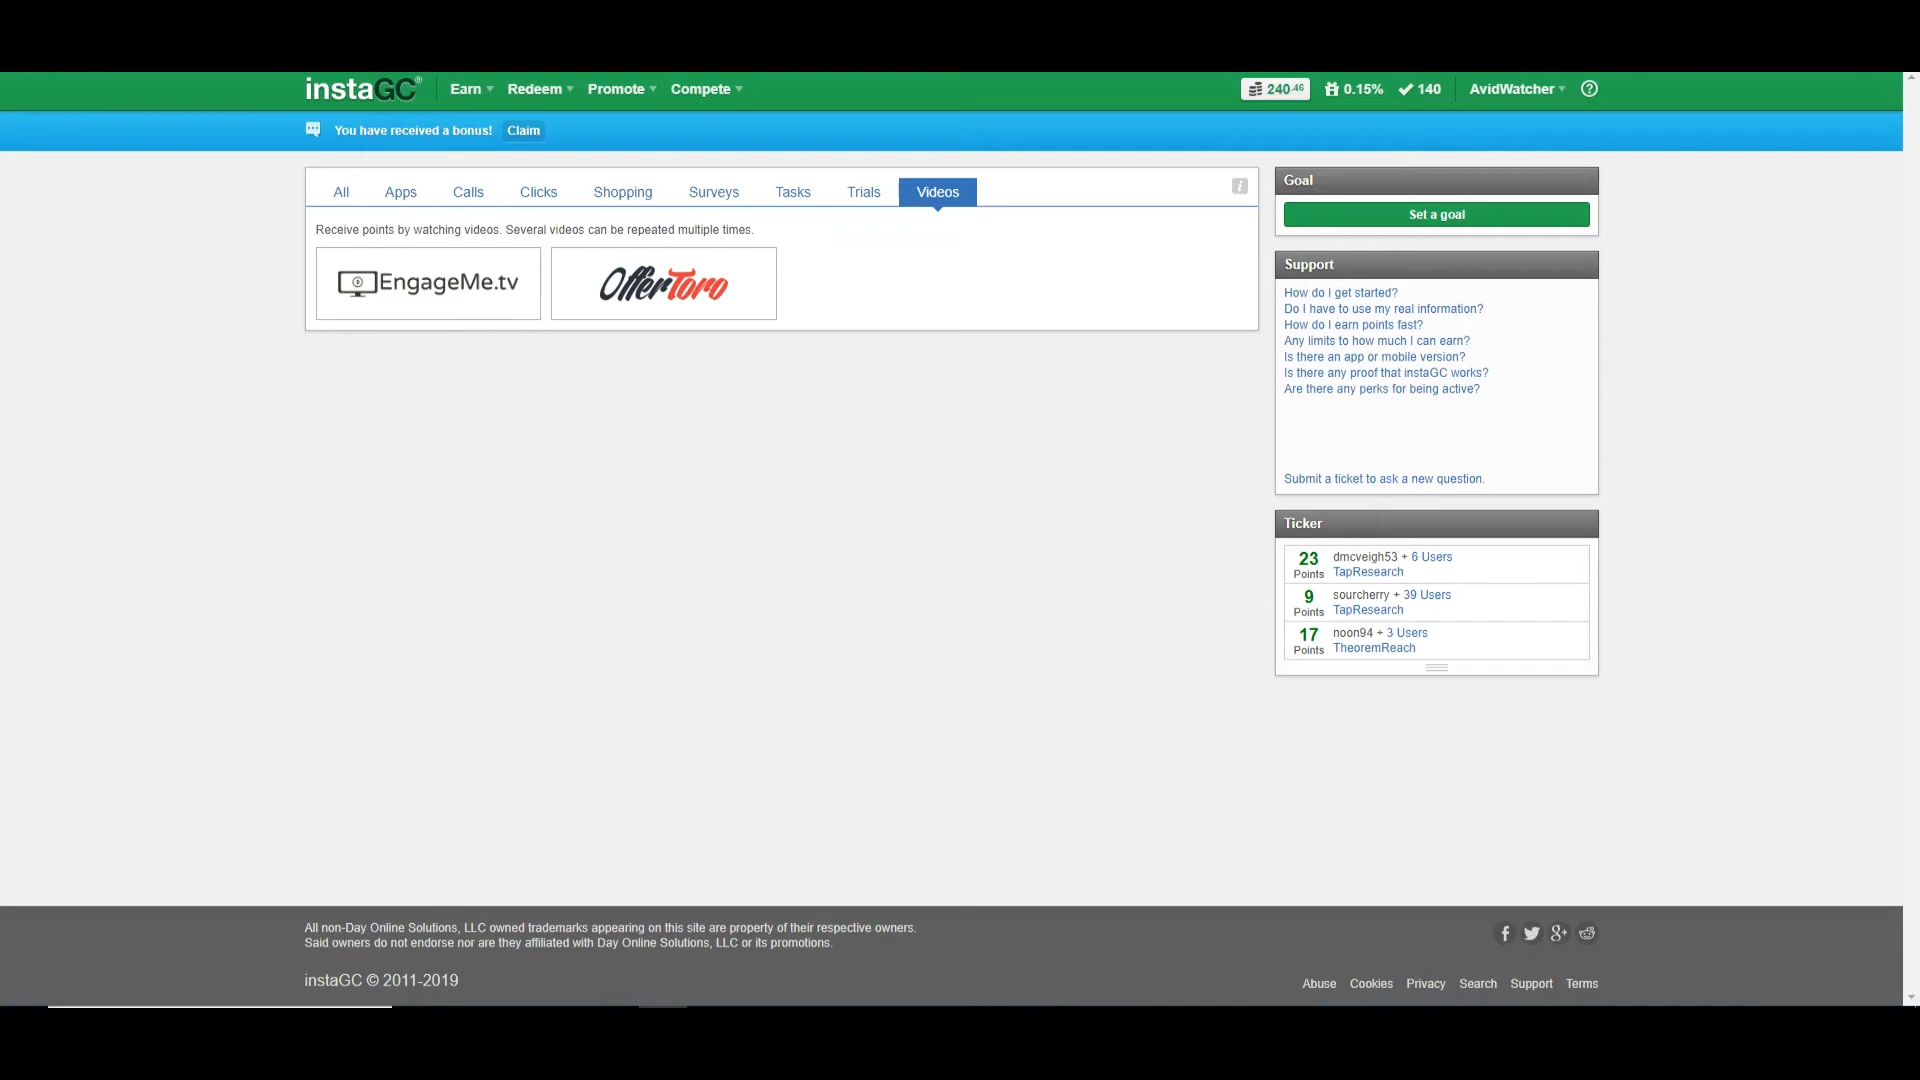 instaGC® Earn Redeem Promote Compete 240.46 0.15% 140 AvidWatcher ?
You have received a bonus! Claim
All Apps Calls Clicks Shopping Surveys Tasks Trials Videos i
Receive points by watching videos. Several videos can be repeated multiple times.
EngageMe.tv OfferToro
Goal
Set a goal
Support
How do I get started?
Do I have to use my real information?
How do I earn points fast?
Any limits to how much I can earn?
Is there an app or mobile version?
Is there any proof that instaGC works?
Are there any perks for being active?
Submit a ticket to ask a new question.
Ticker
23 dmcveigh53 + 6 Users
Points TapResearch
9 sourcherry + 39 Users
Points TapResearch
17 noon94 + 3 Users
Points TheoremReach
All non-Day Online Solutions, LLC owned trademarks appearing on this site are property of their respective owners.
Said owners do not endorse nor are they affiliated with Day Online Solutions, LLC or its promotions.
instaGC © 2011-2019
Abuse Cookies Privacy Search Support Terms